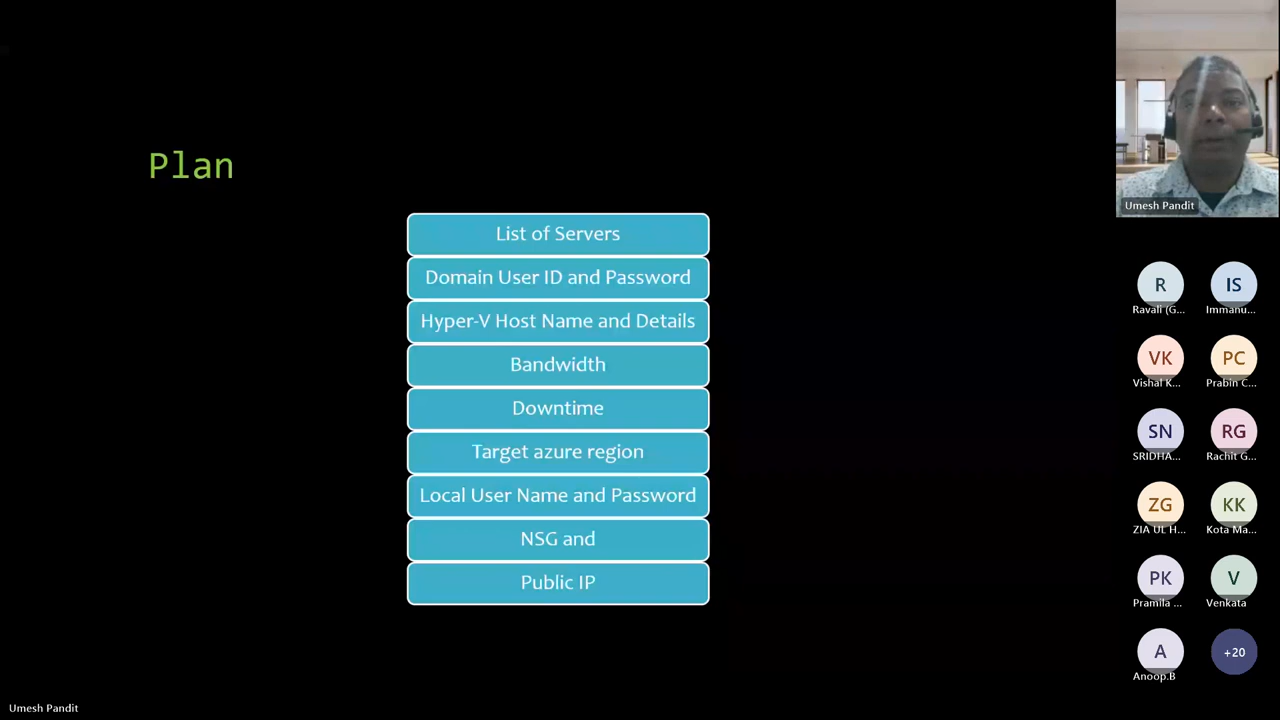 Plan
List of Servers
Domain User ID and Password
Hyper-V Host Name and Details
Bandwidth
Downtime
Target azure region
Local User Name and Password
NSG and
Public IP
Umesh Pandit
R
Ravali (G...
IS
Immanu...
VK
Vishal K...
PC
Prabin C...
SN
SRIDHA...
RG
Rachit G...
ZG
ZIA UL H...
KK
Kota Ma...
PK
Pramila ...
V
Venkata
A
Anoop.B
+20
Umesh Pandit